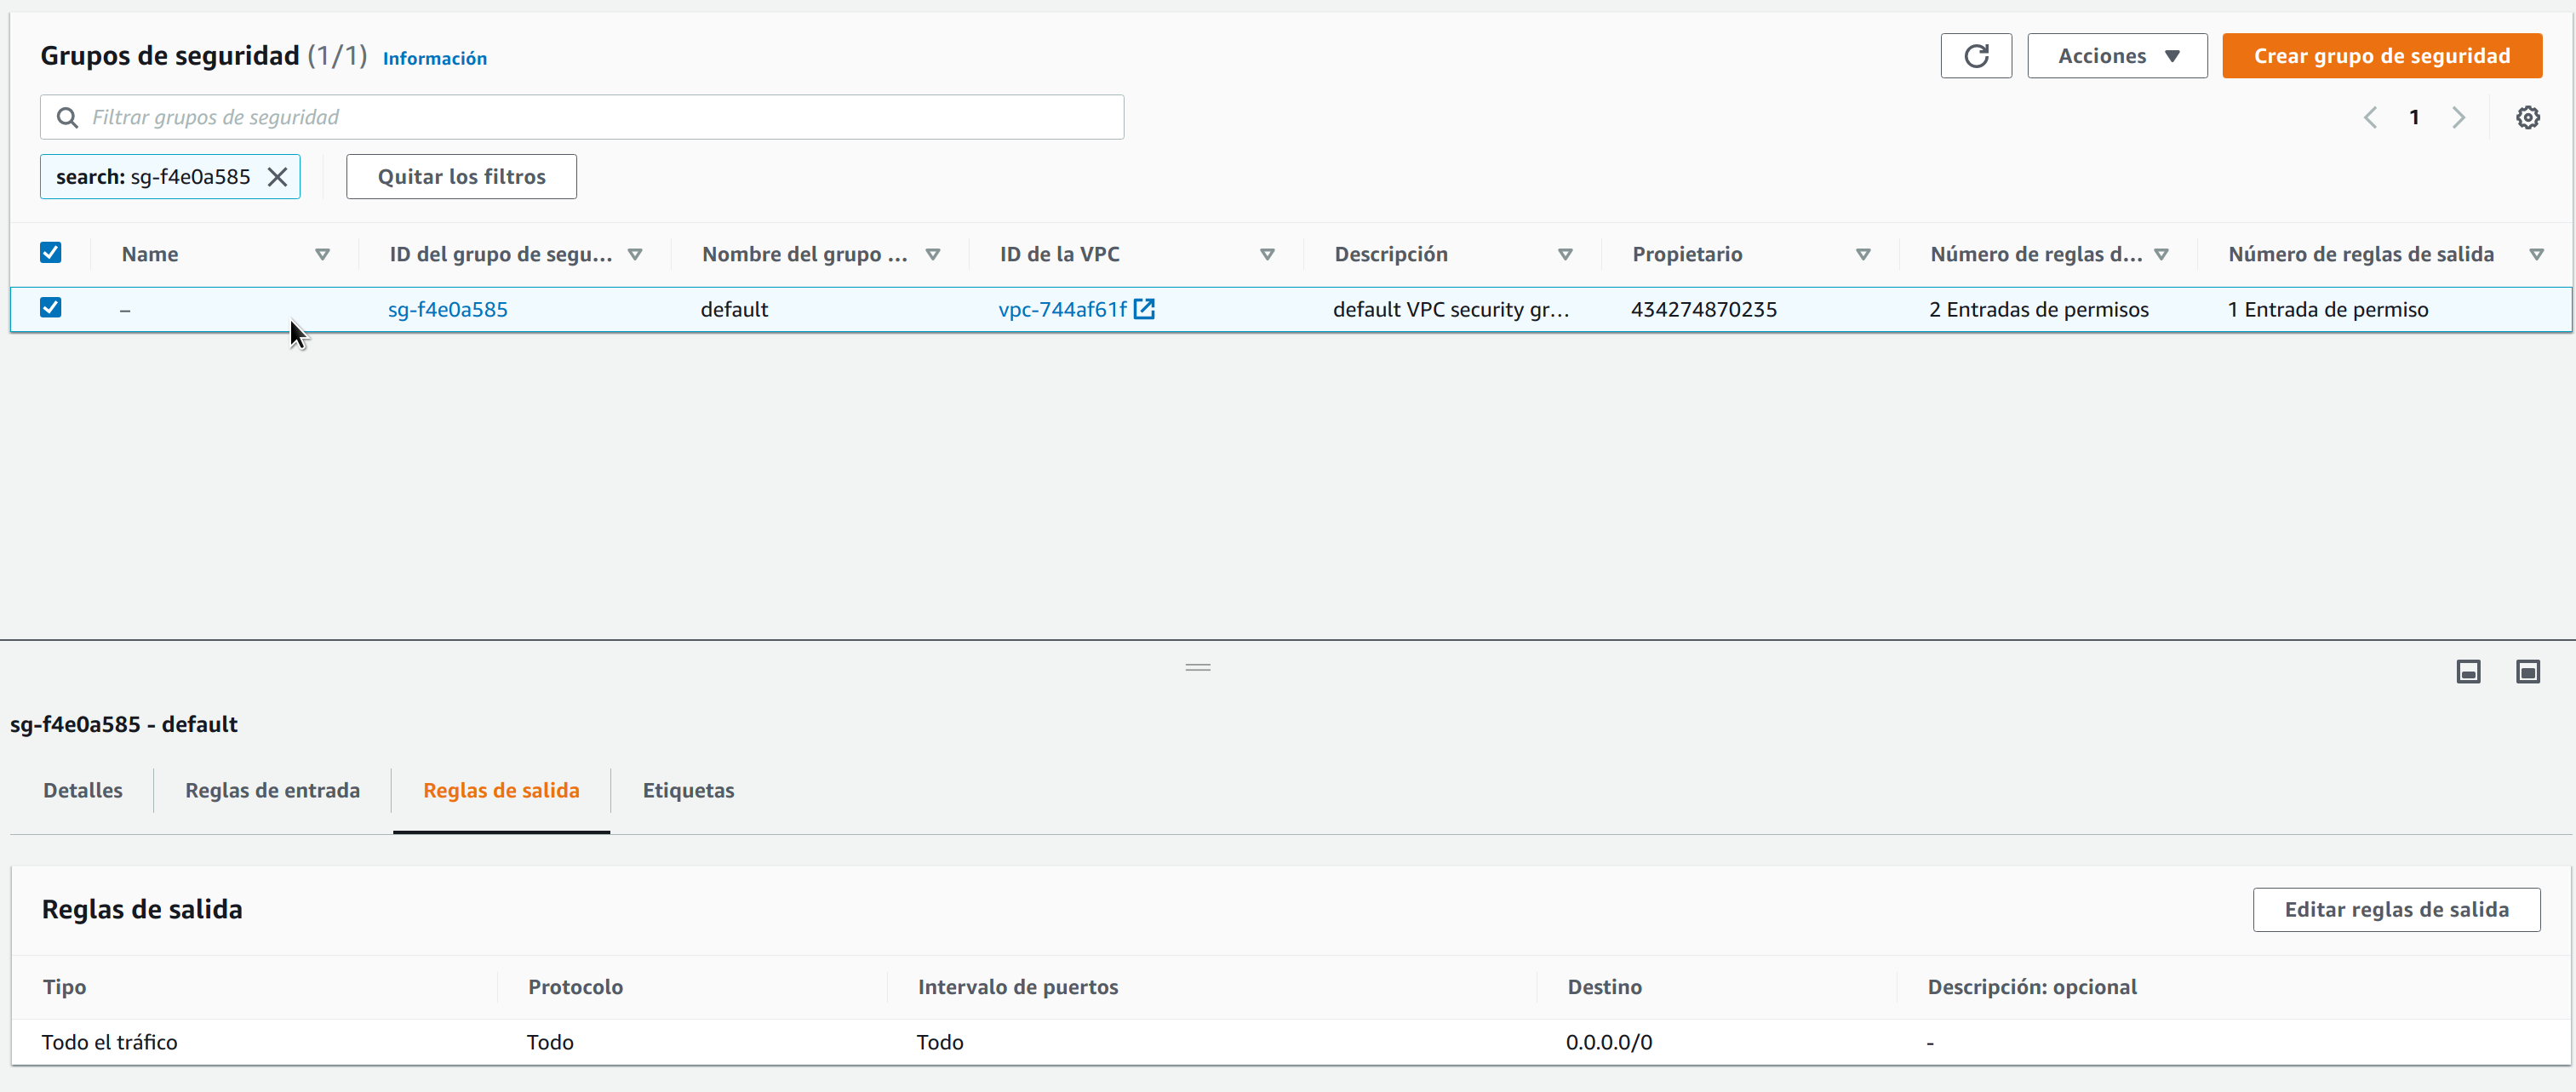 Grupos de seguridad (1/1) Información
Acciones
Crear grupo de seguridad
Filtrar grupos de seguridad
1
search: sg-f4e0a585
Quitar los filtros
Name ID del grupo de segu... Nombre del grupo ... ID de la VPC Descripción Propietario Número de reglas d... Número de reglas de salida
– sg-f4e0a585 default vpc-744af61f default VPC security gr... 434274870235 2 Entradas de permisos 1 Entrada de permiso
sg-f4e0a585 - default
Detalles Reglas de entrada Reglas de salida Etiquetas
Reglas de salida
Editar reglas de salida
Tipo Protocolo Intervalo de puertos Destino Descripción: opcional
Todo el tráfico Todo Todo 0.0.0.0/0 -